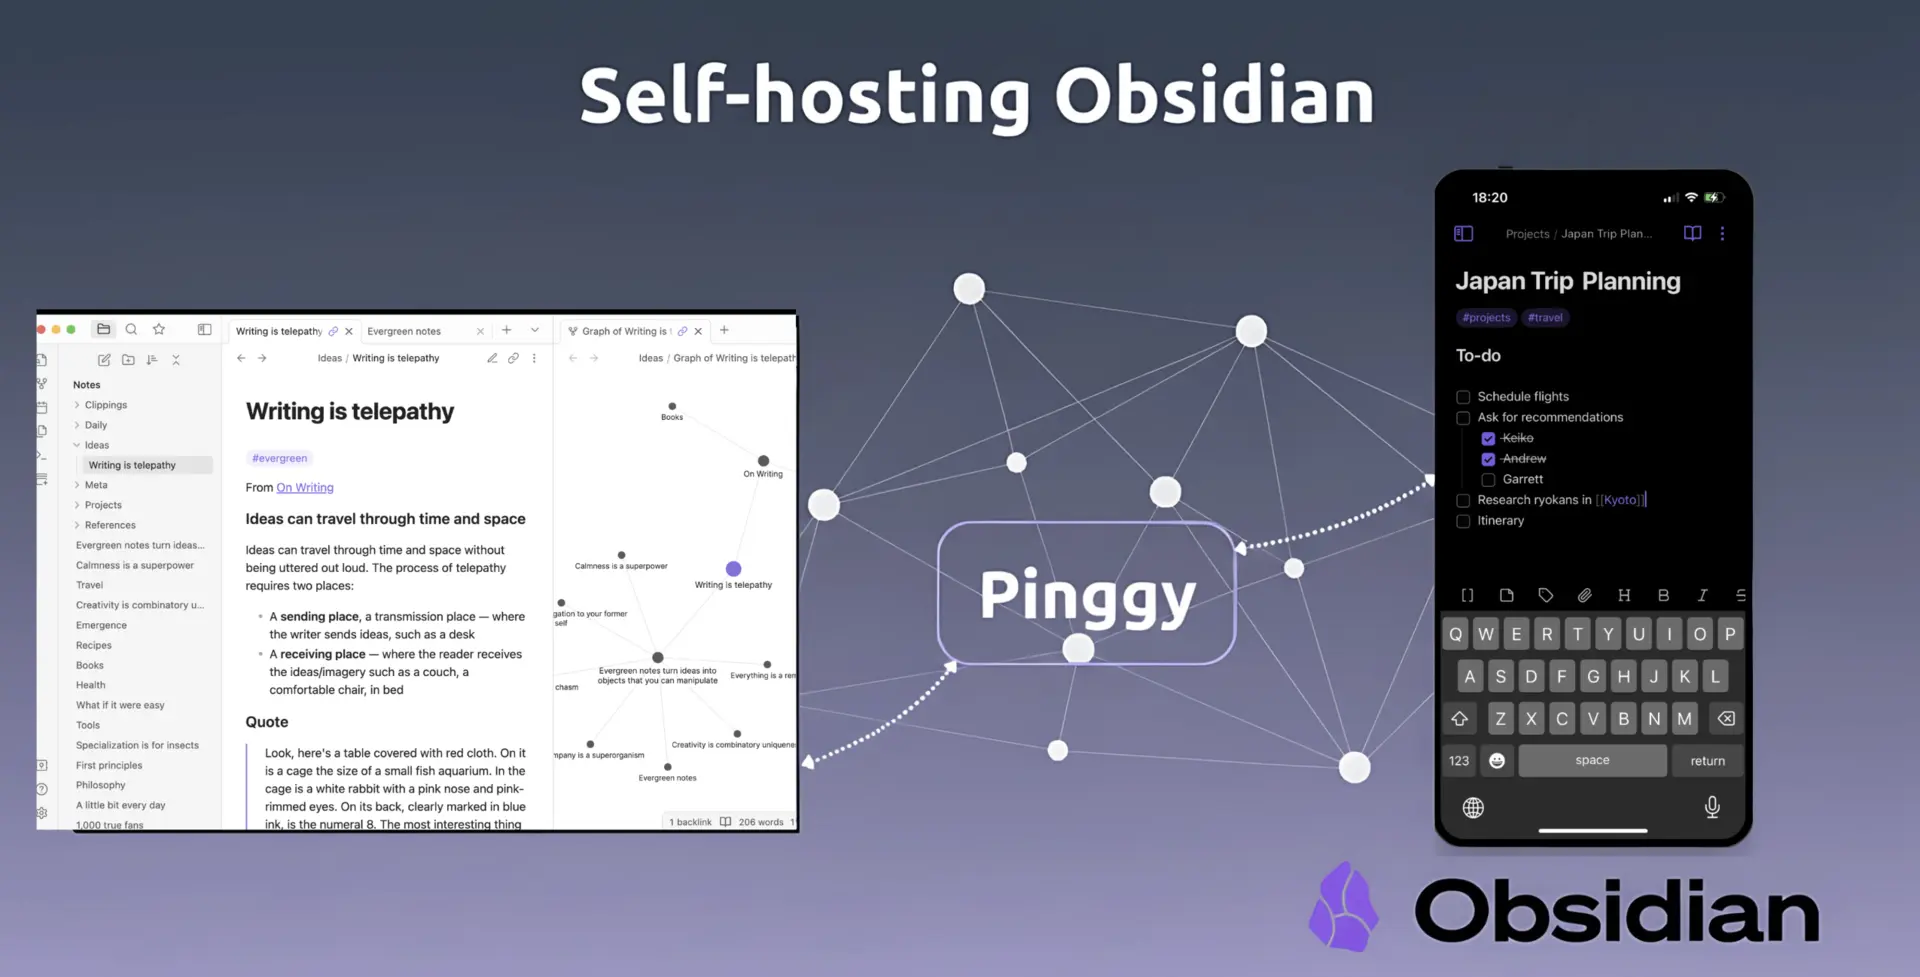 Self-hosting Obsidian
Writing is telepathy
Evergreen notes
Graph of Writing is
Ideas / Writing is telepathy
Ideas / Graph of Writing is telepath
Notes
Clippings
Daily
Ideas
Writing is telepathy
Meta
Projects
References
Evergreen notes turn ideas...
Calmness is a superpower
Travel
Creativity is combinatory u...
Emergence
Recipes
Books
Health
What if it were easy
Tools
Specialization is for insects
First principles
Philosophy
A little bit every day
1,000 true fans
Writing is telepathy
#evergreen
From On Writing
Ideas can travel through time and space
Ideas can travel through time and space without
being uttered out loud. The process of telepathy
requires two places:
A sending place, a transmission place — where
the writer sends ideas, such as a desk
A receiving place — where the reader receives
the ideas/imagery such as a couch, a
comfortable chair, in bed
Quote
Look, here's a table covered with red cloth. On it
is a cage the size of a small fish aquarium. In the
cage is a white rabbit with a pink nose and pink-
rimmed eyes. On its back, clearly marked in blue
ink, is the numeral 8. The most interesting thing
Books
On Writing
Calmness is a superpower
Writing is telepathy
gation to your former
self
Evergreen notes turn ideas into
objects that you can manipulate
Everything is a rem
chasm
Creativity is combinatory uniquene
mpany is a superorganism
Evergreen notes
1 backlink 206 words 1
Pinggy
18:20
Projects / Japan Trip Plan...
Japan Trip Planning
#projects #travel
To-do
Schedule flights
Ask for recommendations
Keiko
Andrew
Garrett
Research ryokans in [[Kyoto]]
Itinerary
[] H B I S
Q W E R T Y U I O P
A S D F G H J K L
Z X C V B N M
123 space return
Obsidian